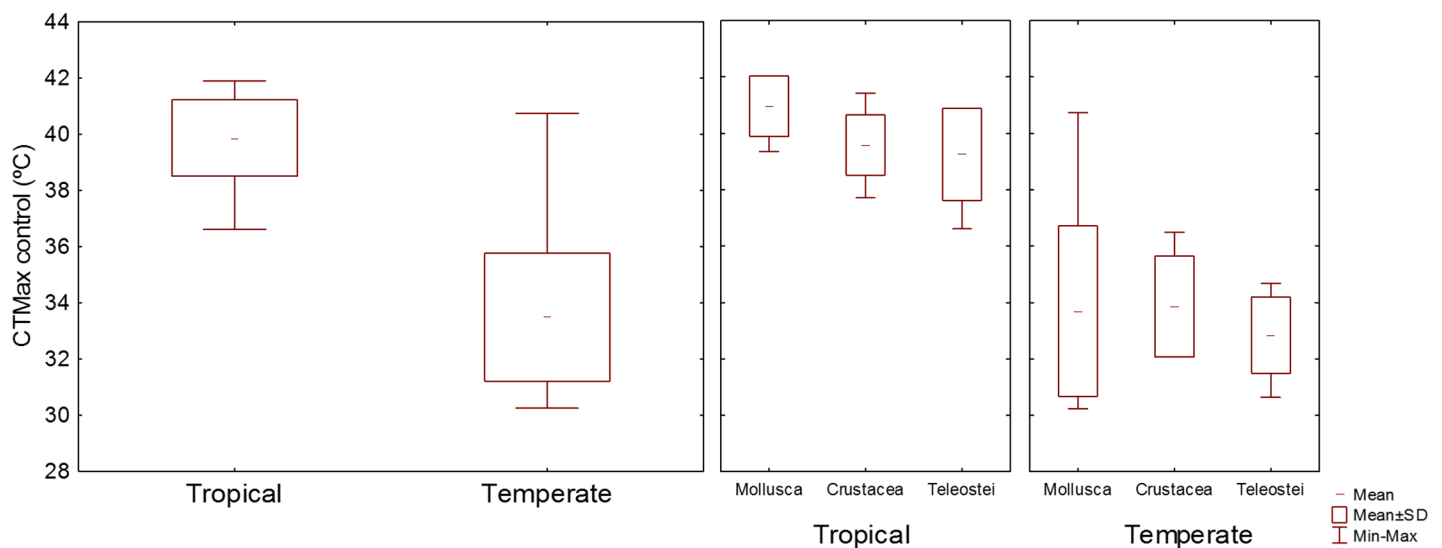 CTMax control (ºC)
44
42
40
38
36
34
32
30
28
Tropical Temperate
Mollusca Crustacea Teleostei
Tropical
Mollusca Crustacea Teleostei
Temperate
Mean
Mean±SD
Min-Max